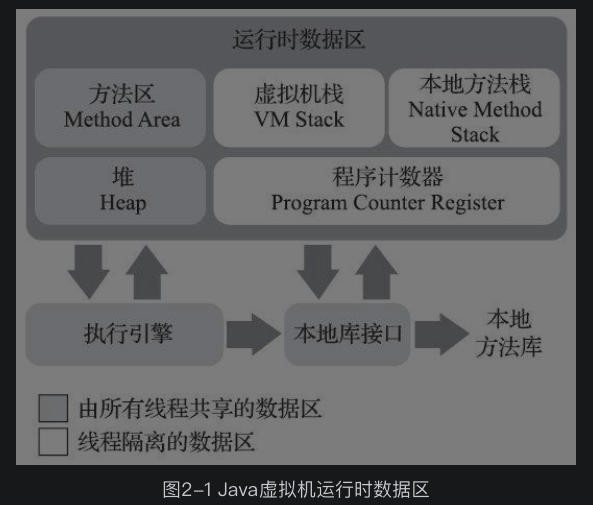 运行时数据区
方法区
Method Area
虚拟机栈
VM Stack
本地方法栈
Native Method
Stack
堆
Heap
程序计数器
Program Counter Register
执行引擎
本地库接口
本地
方法库
由所有线程共享的数据区
线程隔离的数据区
图2-1 Java虚拟机运行时数据区